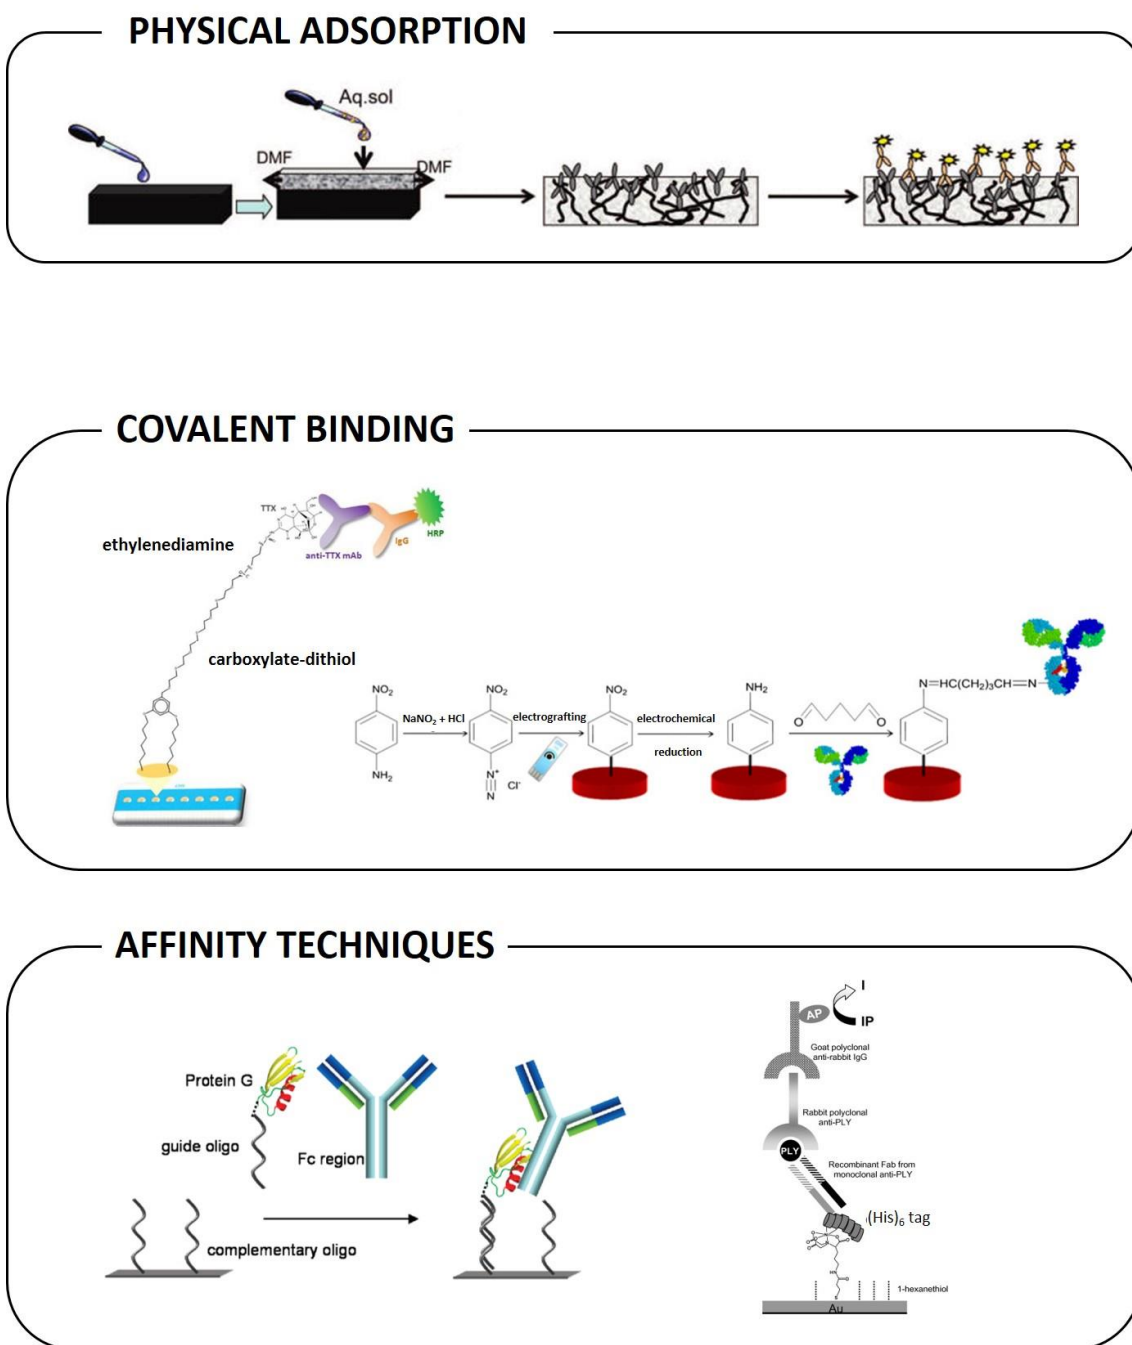 PHYSICAL ADSORPTION
Aq.sol
DMF
DMF
COVALENT BINDING
TTX
HRP
IgG
anti-TTX mAb
ethylenediamine
carboxylate-dithiol
NO₂
NH₂
NaNO₂ + HCl
NO₂
N⁺
N
Cl⁻
electrografting
NO₂
electrochemical
reduction
NH₂
O
O
N=HC(CH₂)₃CH=N
AFFINITY TECHNIQUES
Protein G
guide oligo
Fc region
complementary oligo
I
AP
IP
Goat polyclonal
anti-rabbit IgG
Rabbit polyclonal
anti-PLY
PLY
Recombinant Fab from
monoclonal anti-PLY
(His)₆ tag
HN
O
S
1-hexanethiol
Au